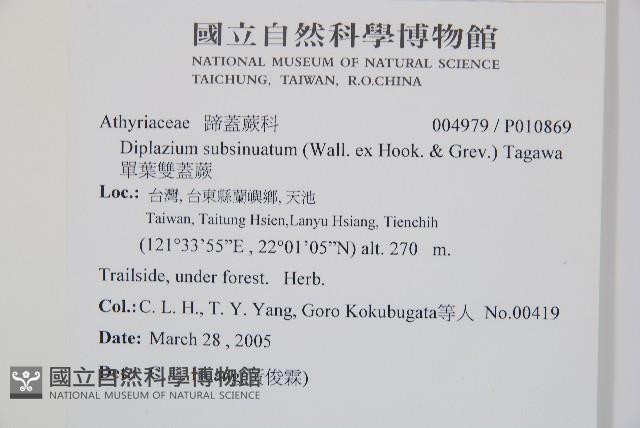 國立自然科學博物館
NATIONAL MUSEUM OF NATURAL SCIENCE
TAICHUNG, TAIWAN, R.O.CHINA
Athyriaceae 蹄蓋蕨科 004979 / P010869
Diplazium subsinuatum (Wall. ex Hook. & Grev.) Tagawa
單葉雙蓋蕨
Loc.: 台灣, 台東縣蘭嶼鄉, 天池
Taiwan, Taitung Hsien,Lanyu Hsiang, Tienchih
(121°33’55”E , 22°01’05”N) alt. 270 m.
Trailside, under forest. Herb.
Col.:C. L. H., T. Y. Yang, Goro Kokubugata等人 No.00419
Date: March 28 , 2005
黃俊霖)
國立自然科學博物館
NATIONAL MUSEUM OF NATURAL SCIENCE